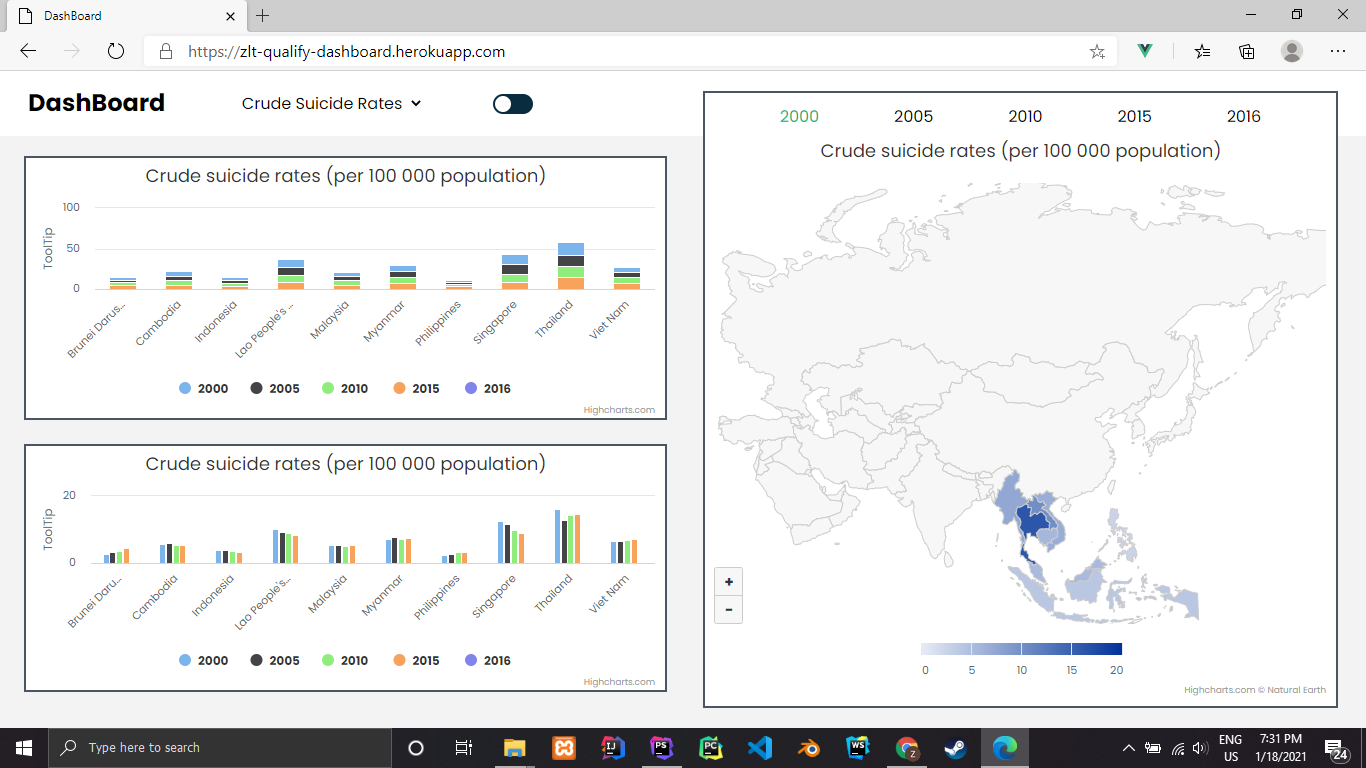 DashBoard
https://zlt-qualify-dashboard.herokuapp.com
DashBoard
Crude Suicide Rates
Crude suicide rates (per 100 000 population)
ToolTip
100
50
0
Brunei Darus…
Cambodia
Indonesia
Lao People's …
Malaysia
Myanmar
Philippines
Singapore
Thailand
Viet Nam
2000 2005 2010 2015 2016
Highcharts.com
Crude suicide rates (per 100 000 population)
ToolTip
20
0
Brunei Daru…
Cambodia
Indonesia
Lao People's…
Malaysia
Myanmar
Philippines
Singapore
Thailand
Viet Nam
2000 2005 2010 2015 2016
Highcharts.com
2000 2005 2010 2015 2016
Crude suicide rates (per 100 000 population)
+
-
0 5 10 15 20
Highcharts.com © Natural Earth
Type here to search
IJ
PS
PC
WS
Z
ENG
US
7:31 PM
1/18/2021
24